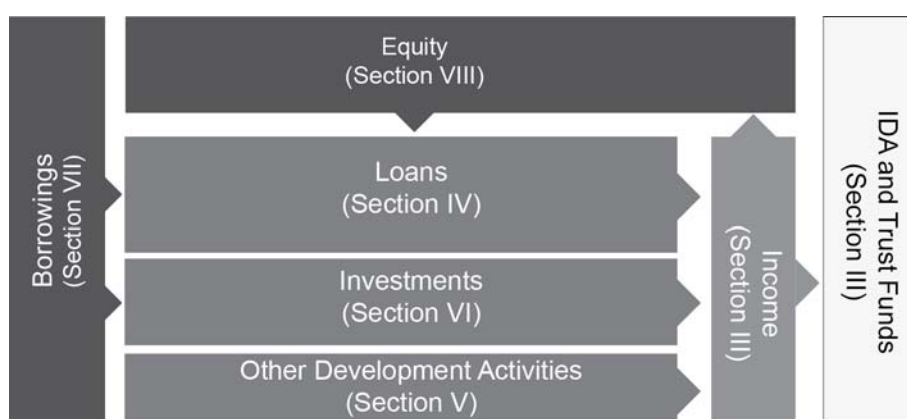 Equity
(Section VIII)
Borrowings
(Section VII)
Loans
(Section IV)
Investments
(Section VI)
Other Development Activities
(Section V)
Income
(Section III)
IDA and Trust Funds
(Section III)